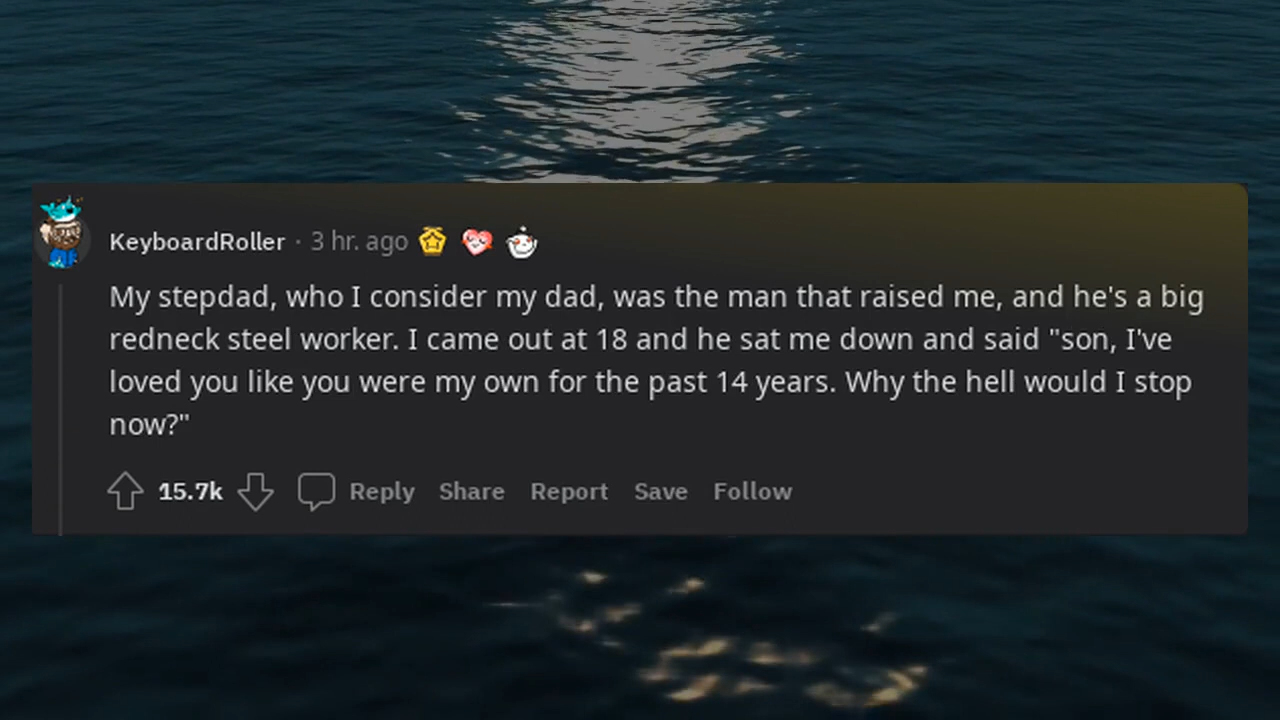 KeyboardRoller · 3 hr. ago
My stepdad, who I consider my dad, was the man that raised me, and he's a big
redneck steel worker. I came out at 18 and he sat me down and said "son, I've
loved you like you were my own for the past 14 years. Why the hell would I stop
now?"
15.7k Reply Share Report Save Follow